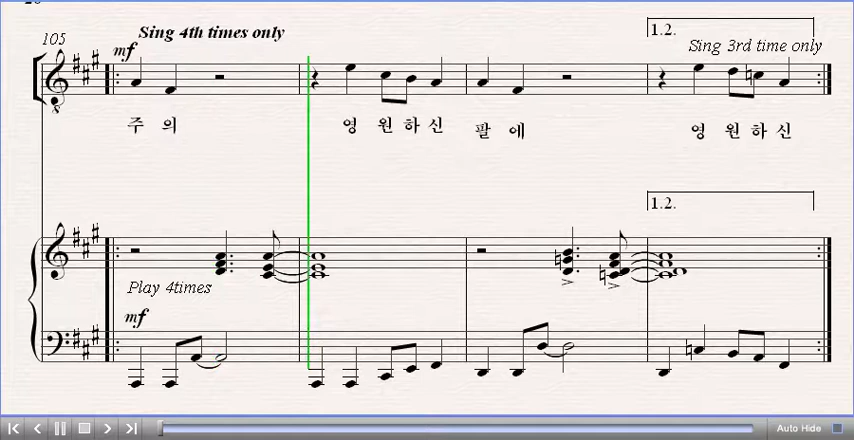 Sing 4th times only
1.2.
105
mf
Sing 3rd time only
주 의 영 원 하 신 팔 에 영 원 하 신
1.2.
Play 4times
mf
Auto Hide